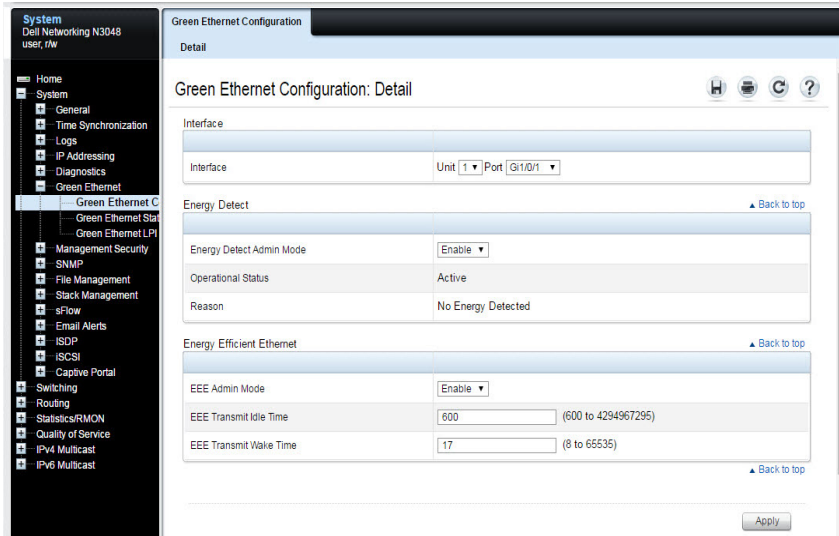 System
Dell Networking N3048
user, r/w
Home
System
General
Time Synchronization
Logs
IP Addressing
Diagnostics
Green Ethernet
Green Ethernet C
Green Ethernet Stat
Green Ethernet LPI
Management Security
SNMP
File Management
Stack Management
sFlow
Email Alerts
ISDP
iSCSI
Captive Portal
Switching
Routing
Statistics/RMON
Quality of Service
IPv4 Multicast
IPv6 Multicast
Green Ethernet Configuration
Detail
Green Ethernet Configuration: Detail
?
Interface
Interface Unit 1 Port Gi1/0/1
Energy Detect ▲ Back to top
Energy Detect Admin Mode Enable
Operational Status Active
Reason No Energy Detected
Energy Efficient Ethernet ▲ Back to top
EEE Admin Mode Enable
EEE Transmit Idle Time 600 (600 to 4294967295)
EEE Transmit Wake Time 17 (8 to 65535)
▲ Back to top
Apply